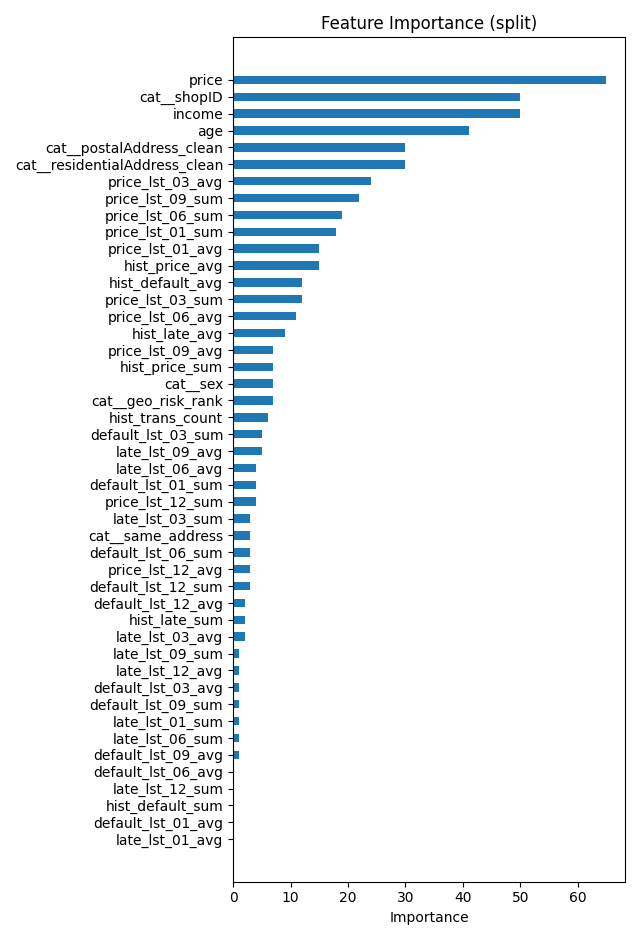 Feature Importance (split)
price
cat__shopID
income
age
cat__postalAddress_clean
cat__residentialAddress_clean
price_lst_03_avg
price_lst_09_sum
price_lst_06_sum
price_lst_01_sum
price_lst_01_avg
hist_price_avg
hist_default_avg
price_lst_03_sum
price_lst_06_avg
hist_late_avg
price_lst_09_avg
hist_price_sum
cat__sex
cat__geo_risk_rank
hist_trans_count
default_lst_03_sum
late_lst_09_avg
late_lst_06_avg
default_lst_01_sum
price_lst_12_sum
late_lst_03_sum
cat__same_address
default_lst_06_sum
price_lst_12_avg
default_lst_12_sum
default_lst_12_avg
hist_late_sum
late_lst_03_avg
late_lst_09_sum
late_lst_12_avg
default_lst_03_avg
default_lst_09_sum
late_lst_01_sum
late_lst_06_sum
default_lst_09_avg
default_lst_06_avg
late_lst_12_sum
hist_default_sum
default_lst_01_avg
late_lst_01_avg
0 10 20 30 40 50 60
Importance